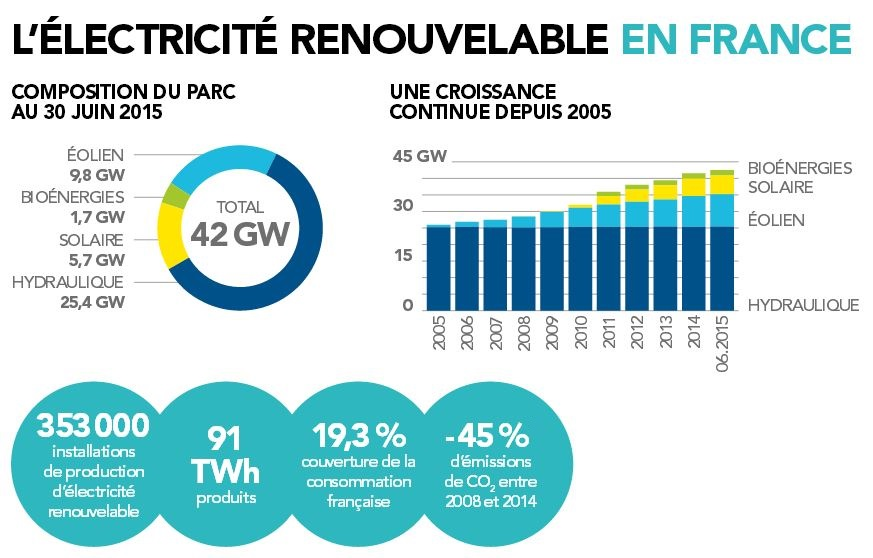 L'ÉLECTRICITÉ RENOUVELABLE EN FRANCE
COMPOSITION DU PARC
AU 30 JUIN 2015
ÉOLIEN
9,8 GW
BIOÉNERGIES
1,7 GW
SOLAIRE
5,7 GW
HYDRAULIQUE
25,4 GW
TOTAL
42 GW
UNE CROISSANCE
CONTINUE DEPUIS 2005
45 GW
30
15
0
2005
2006
2007
2008
2009
2010
2011
2012
2013
2014
06.2015
BIOÉNERGIES
SOLAIRE
ÉOLIEN
HYDRAULIQUE
353 000
installations
de production
d'électricité
renouvelable
91
TWh
produits
19,3 %
couverture de la
consommation
française
-45 %
d'émissions
de CO₂ entre
2008 et 2014